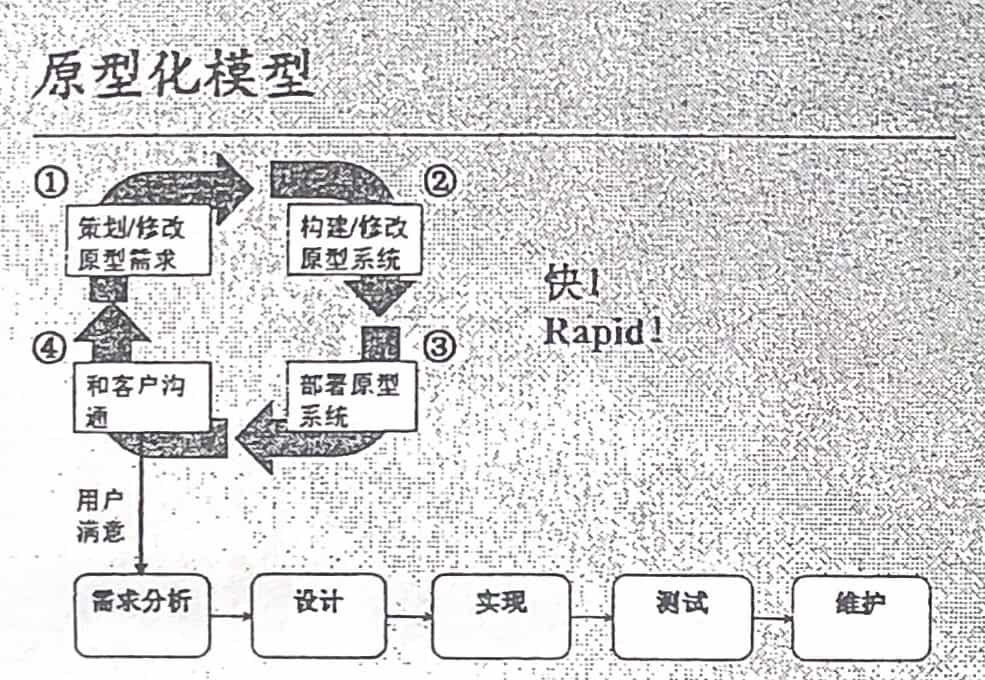 原型化模型
①
策划/修改
原型需求
②
构建/修改
原型系统
快!
Rapid!
④
和客户沟
通
③
部署原型
系统
用户
满意
需求分析
设计
实现
测试
维护